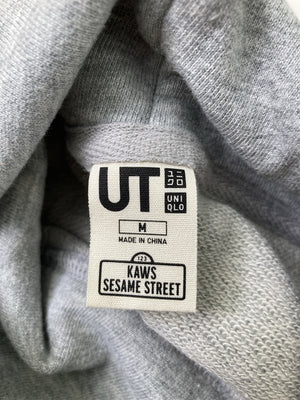 UT
ユニ
クロ
UNI
QLO
M
MADE IN CHINA
123
KAWS
SESAME STREET